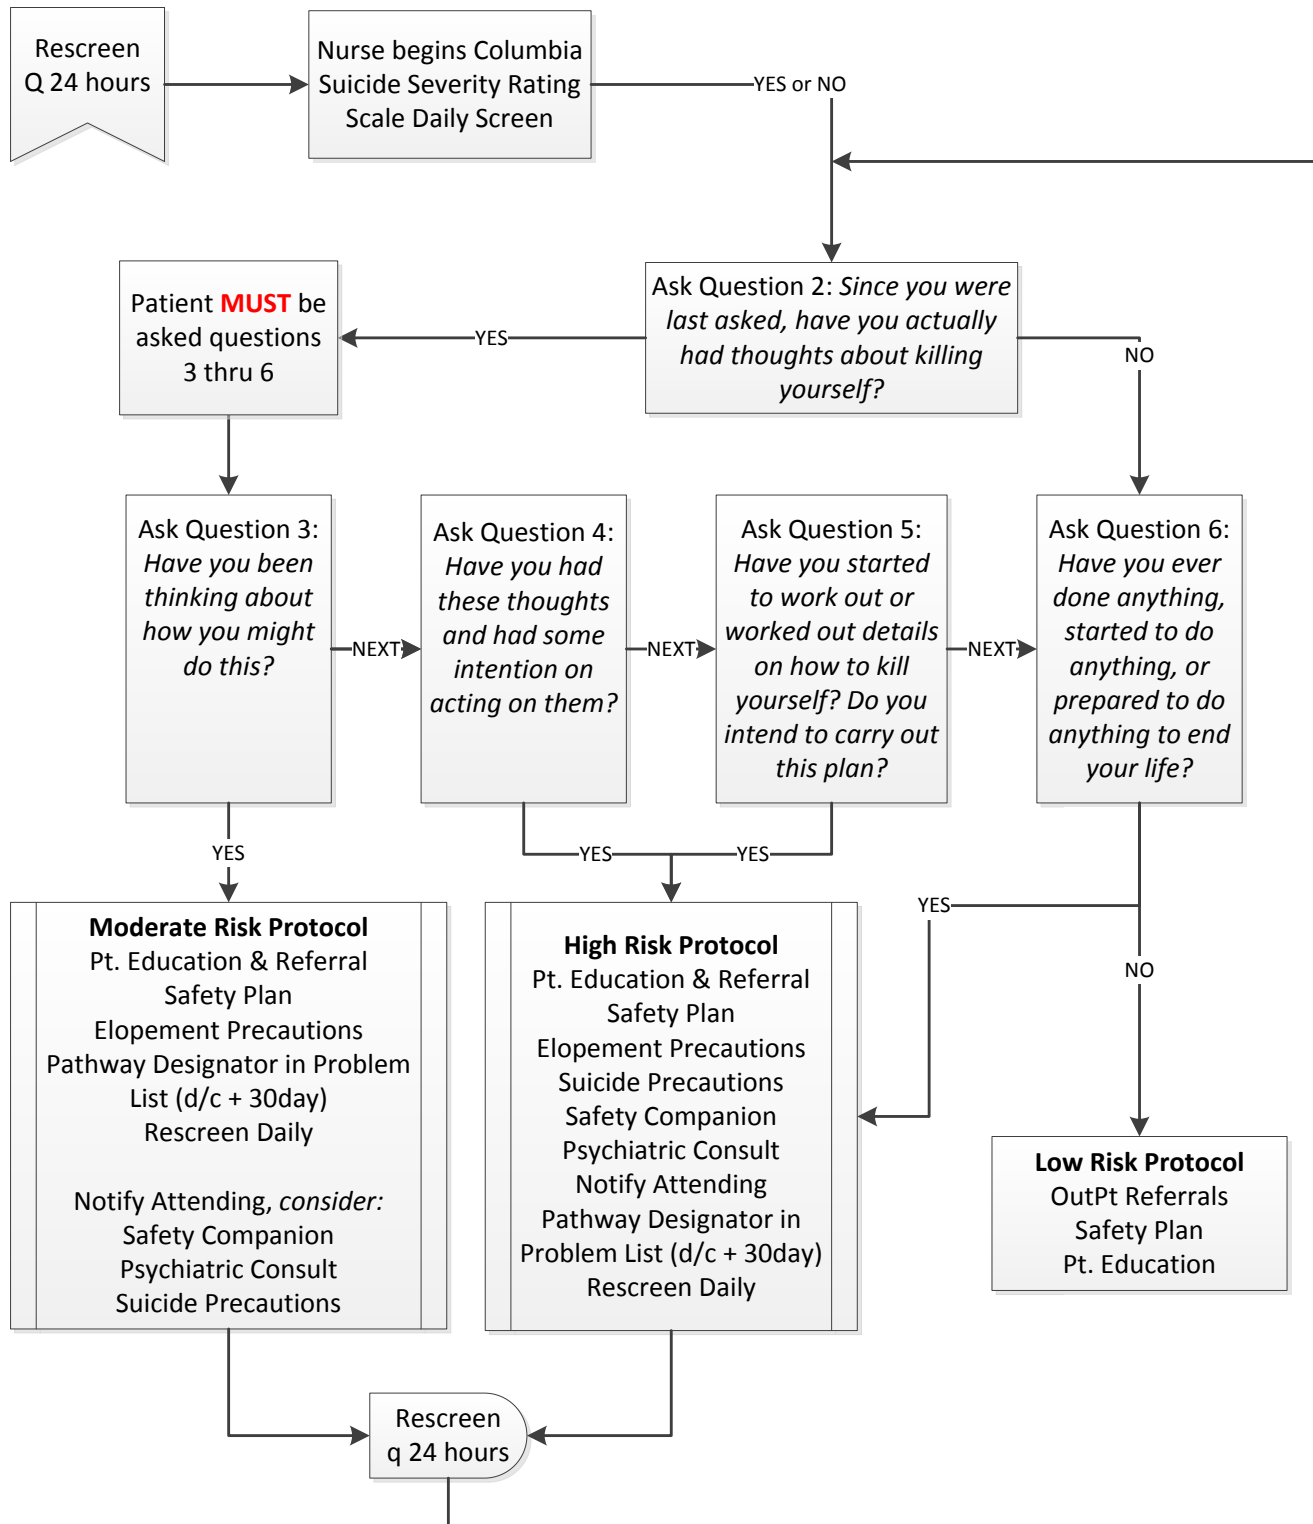 Rescreen
Q 24 hours
Nurse begins Columbia
Suicide Severity Rating
Scale Daily Screen
YES or NO
Ask Question 2: Since you were
last asked, have you actually
had thoughts about killing
yourself?
YES
NO
Patient MUST be
asked questions
3 thru 6
Ask Question 3:
Have you been
thinking about
how you might
do this?
NEXT
Ask Question 4:
Have you had
these thoughts
and had some
intention on
acting on them?
NEXT
Ask Question 5:
Have you started
to work out or
worked out details
on how to kill
yourself? Do you
intend to carry out
this plan?
NEXT
Ask Question 6:
Have you ever
done anything,
started to do
anything, or
prepared to do
anything to end
your life?
YES
YES
YES
YES
NO
Moderate Risk Protocol
Pt. Education & Referral
Safety Plan
Elopement Precautions
Pathway Designator in Problem
List (d/c + 30day)
Rescreen Daily
Notify Attending, consider:
Safety Companion
Psychiatric Consult
Suicide Precautions
High Risk Protocol
Pt. Education & Referral
Safety Plan
Elopement Precautions
Suicide Precautions
Safety Companion
Psychiatric Consult
Notify Attending
Pathway Designator in
Problem List (d/c + 30day)
Rescreen Daily
Low Risk Protocol
OutPt Referrals
Safety Plan
Pt. Education
Rescreen
q 24 hours